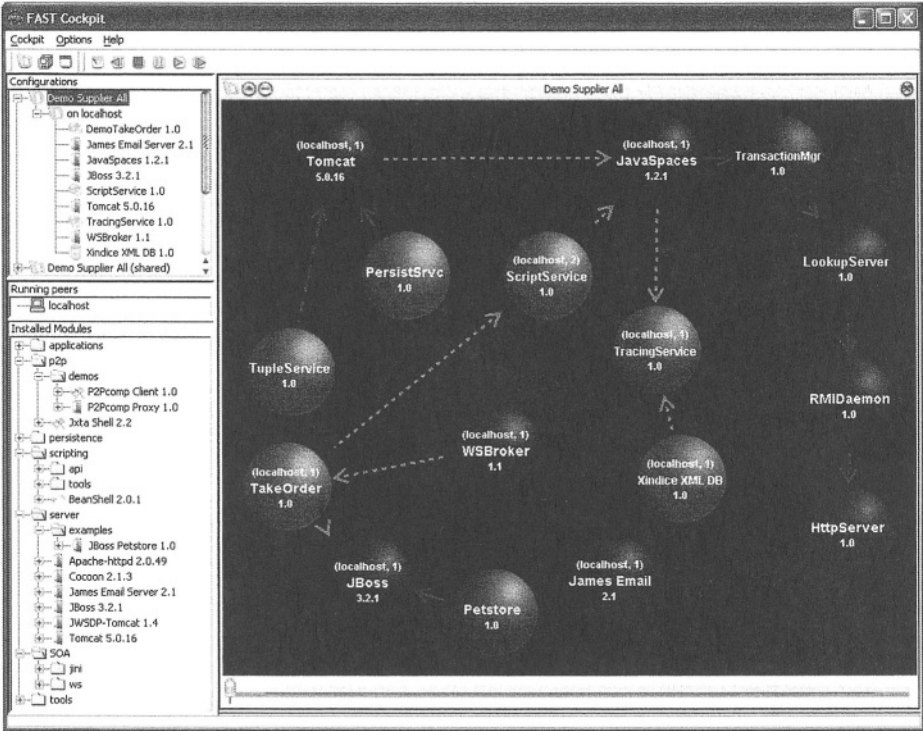 FAST Cockpit
Cockpit Options Help
Configurations
Demo Supplier All
on localhost
DemoTakeOrder 1.0
James Email Server 2.1
JavaSpaces 1.2.1
JBoss 3.2.1
ScriptService 1.0
Tomcat 5.0.16
TracingService 1.0
WSBroker 1.1
Xindice XML DB 1.0
Demo Supplier All (shared)
Running peers
localhost
Installed Modules
applications
p2p
demos
P2Pcomp Client 1.0
P2Pcomp Proxy 1.0
Jxta Shell 2.2
persistence
scripting
api
tools
BeanShell 2.0.1
server
examples
JBoss Petstore 1.0
Apache-httpd 2.0.49
Cocoon 2.1.3
James Email Server 2.1
JBoss 3.2.1
JWSDP-Tomcat 1.4
Tomcat 5.0.16
SOA
jini
ws
tools
Demo Supplier All
(localhost, 1)
Tomcat
5.0.16
(localhost, 1)
JavaSpaces
1.2.1
TransactionMgr
1.0
PersistSrvc
1.0
(localhost, 2)
ScriptService
1.0
LookupServer
1.0
TupleService
1.0
(localhost, 1)
TracingService
1.0
RMIDaemon
1.0
(localhost, 1)
WSBroker
1.1
(localhost, 1)
TakeOrder
1.0
(localhost, 1)
Xindice XML DB
1.0
HttpServer
1.0
(localhost, 1)
JBoss
3.2.1
Petstore
1.0
(localhost, 1)
James Email
2.1